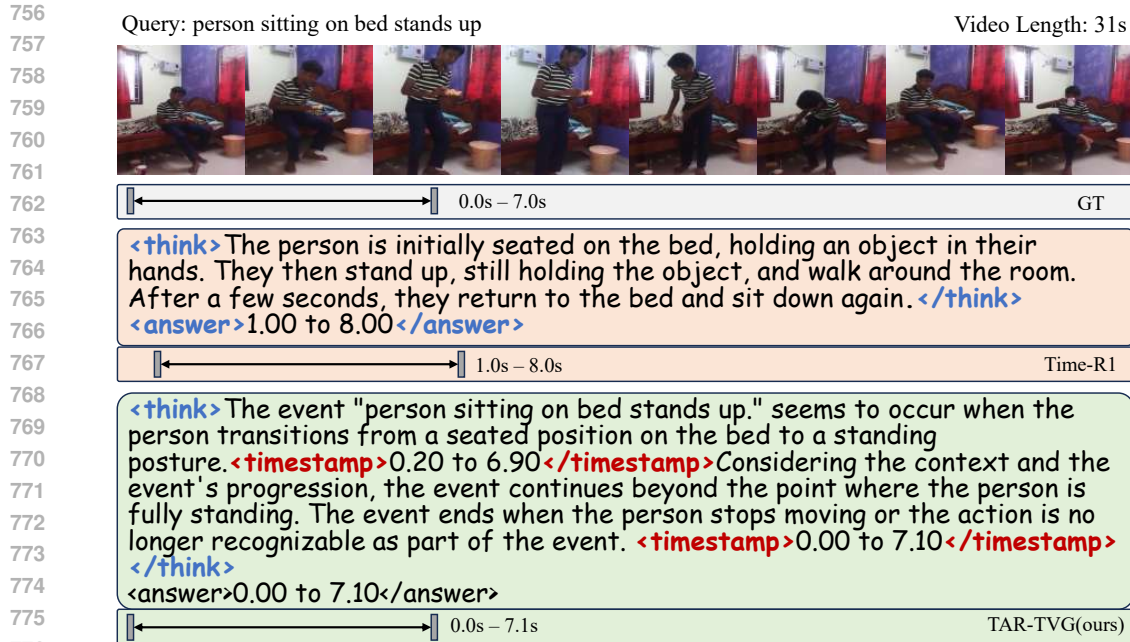 756
Query: person sitting on bed stands up
Video Length: 31s
757
758
759
760
761
762
0.0s – 7.0s
GT
763
<think>The person is initially seated on the bed, holding an object in their
764
hands. They then stand up, still holding the object, and walk around the room.
765
After a few seconds, they return to the bed and sit down again.</think>
766
<answer>1.00 to 8.00</answer>
767
1.0s – 8.0s
Time-R1
768
<think>The event "person sitting on bed stands up." seems to occur when the
769
person transitions from a seated position on the bed to a standing
770
posture.<timestamp>0.20 to 6.90</timestamp>Considering the context and the
771
event's progression, the event continues beyond the point where the person is
772
fully standing. The event ends when the person stops moving or the action is no
773
longer recognizable as part of the event. <timestamp>0.00 to 7.10</timestamp>
</think>
774
<answer>0.00 to 7.10</answer>
775
0.0s – 7.1s
TAR-TVG(ours)